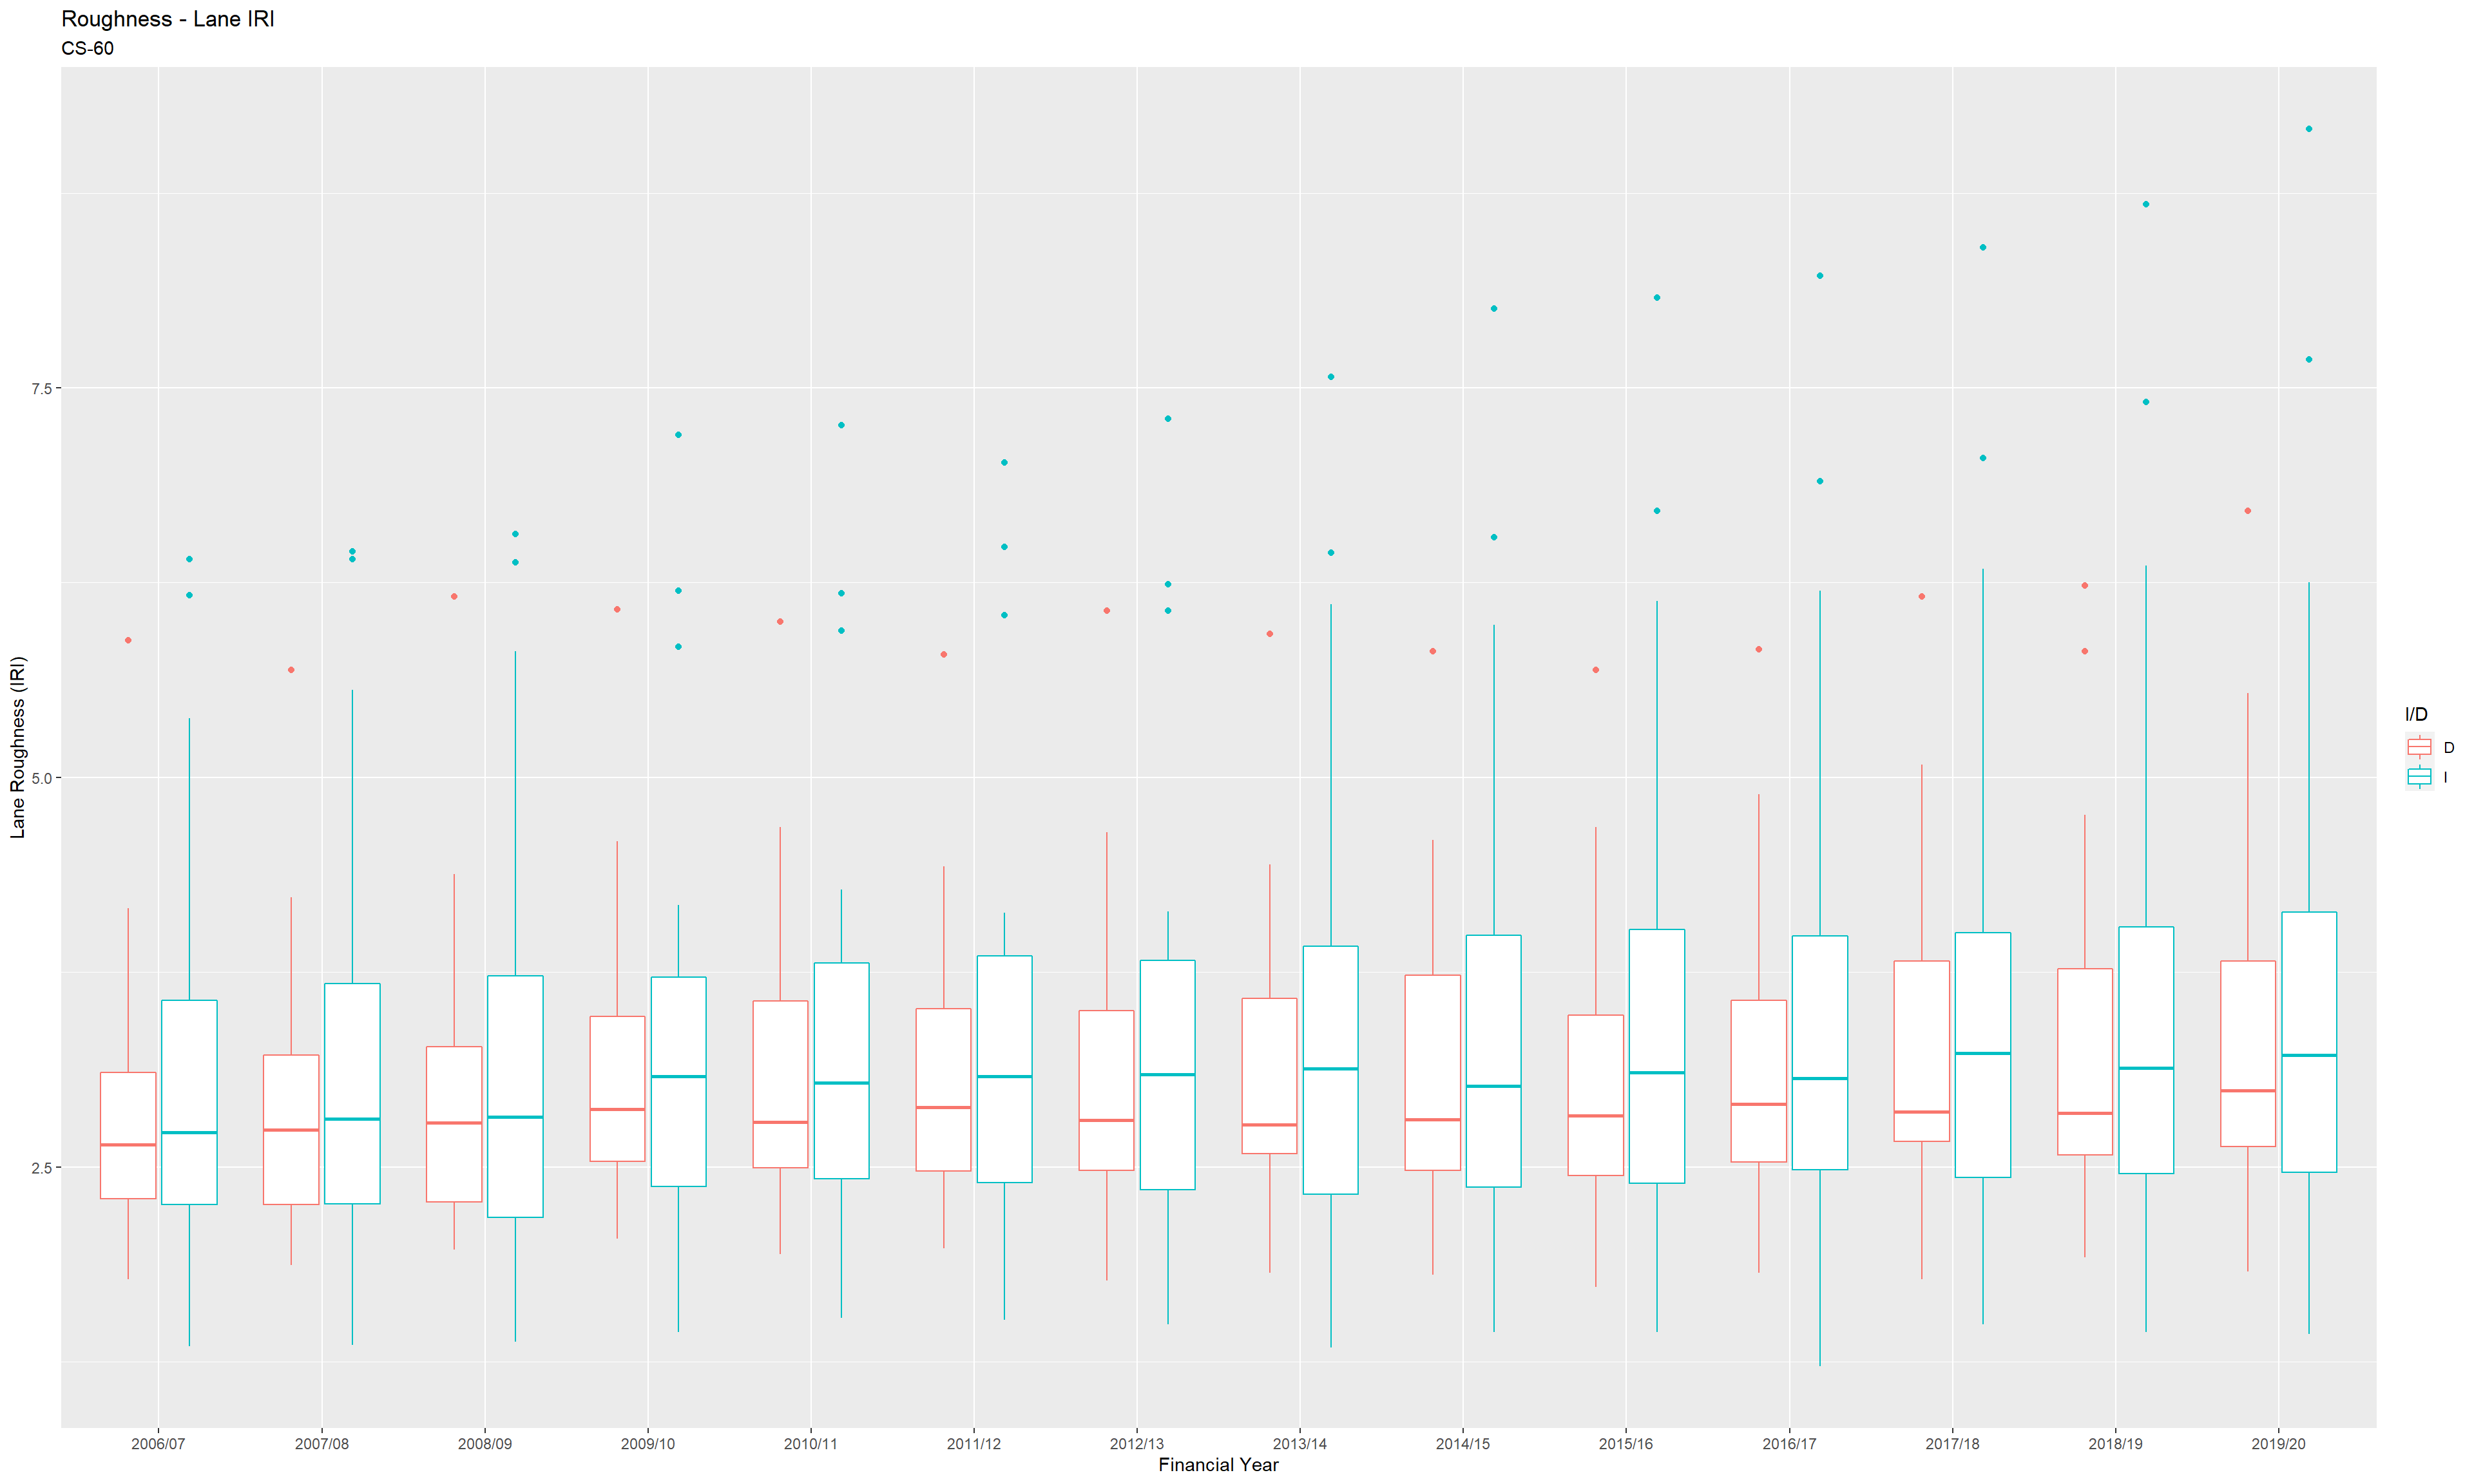 Roughness - Lane IRI
CS-60
Lane Roughness (IRI)
7.5
5.0
2.5
2006/07 2007/08 2008/09 2009/10 2010/11 2011/12 2012/13 2013/14 2014/15 2015/16 2016/17 2017/18 2018/19 2019/20
Financial Year
I/D
D
I